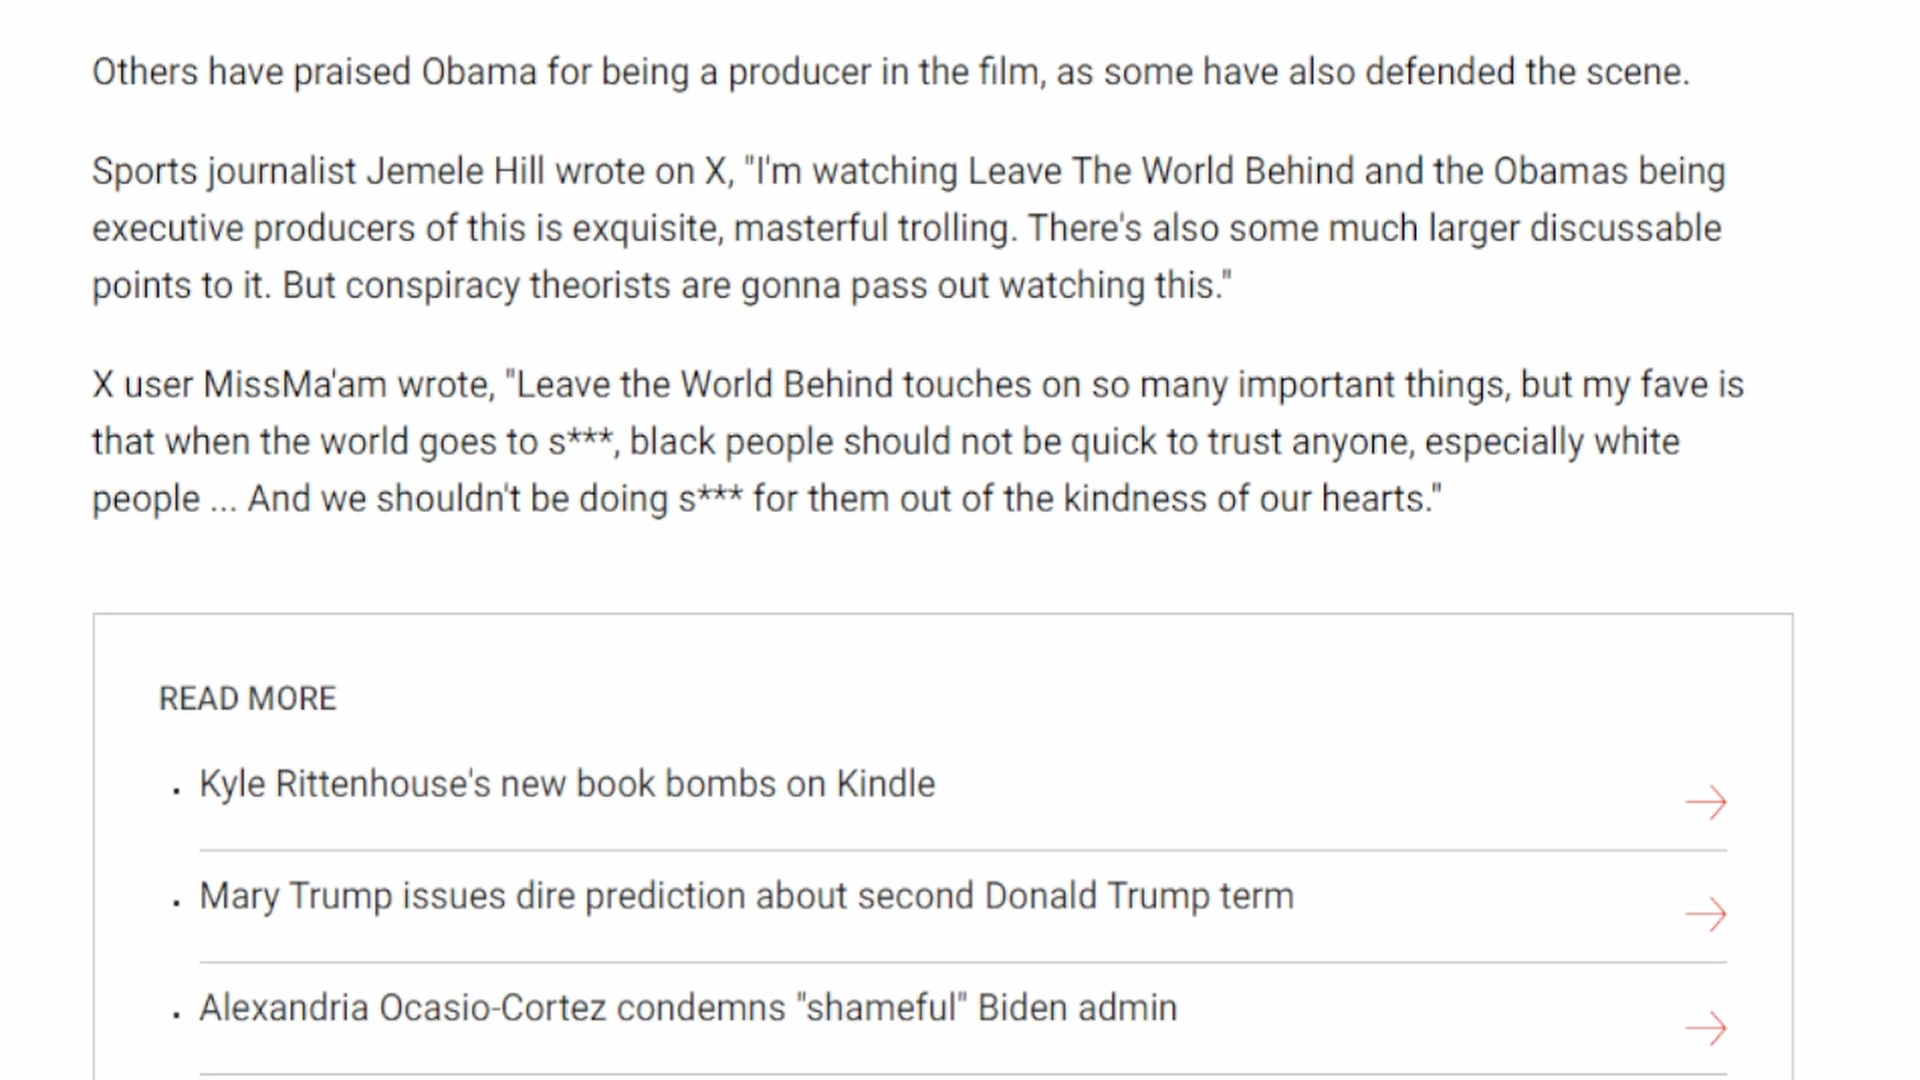 Others have praised Obama for being a producer in the film, as some have also defended the scene.
Sports journalist Jemele Hill wrote on X, "I'm watching Leave The World Behind and the Obamas being
executive producers of this is exquisite, masterful trolling. There's also some much larger discussable
points to it. But conspiracy theorists are gonna pass out watching this."
X user MissMa'am wrote, "Leave the World Behind touches on so many important things, but my fave is
that when the world goes to s***, black people should not be quick to trust anyone, especially white
people ... And we shouldn't be doing s*** for them out of the kindness of our hearts."
READ MORE
· Kyle Rittenhouse's new book bombs on Kindle
· Mary Trump issues dire prediction about second Donald Trump term
· Alexandria Ocasio-Cortez condemns "shameful" Biden admin